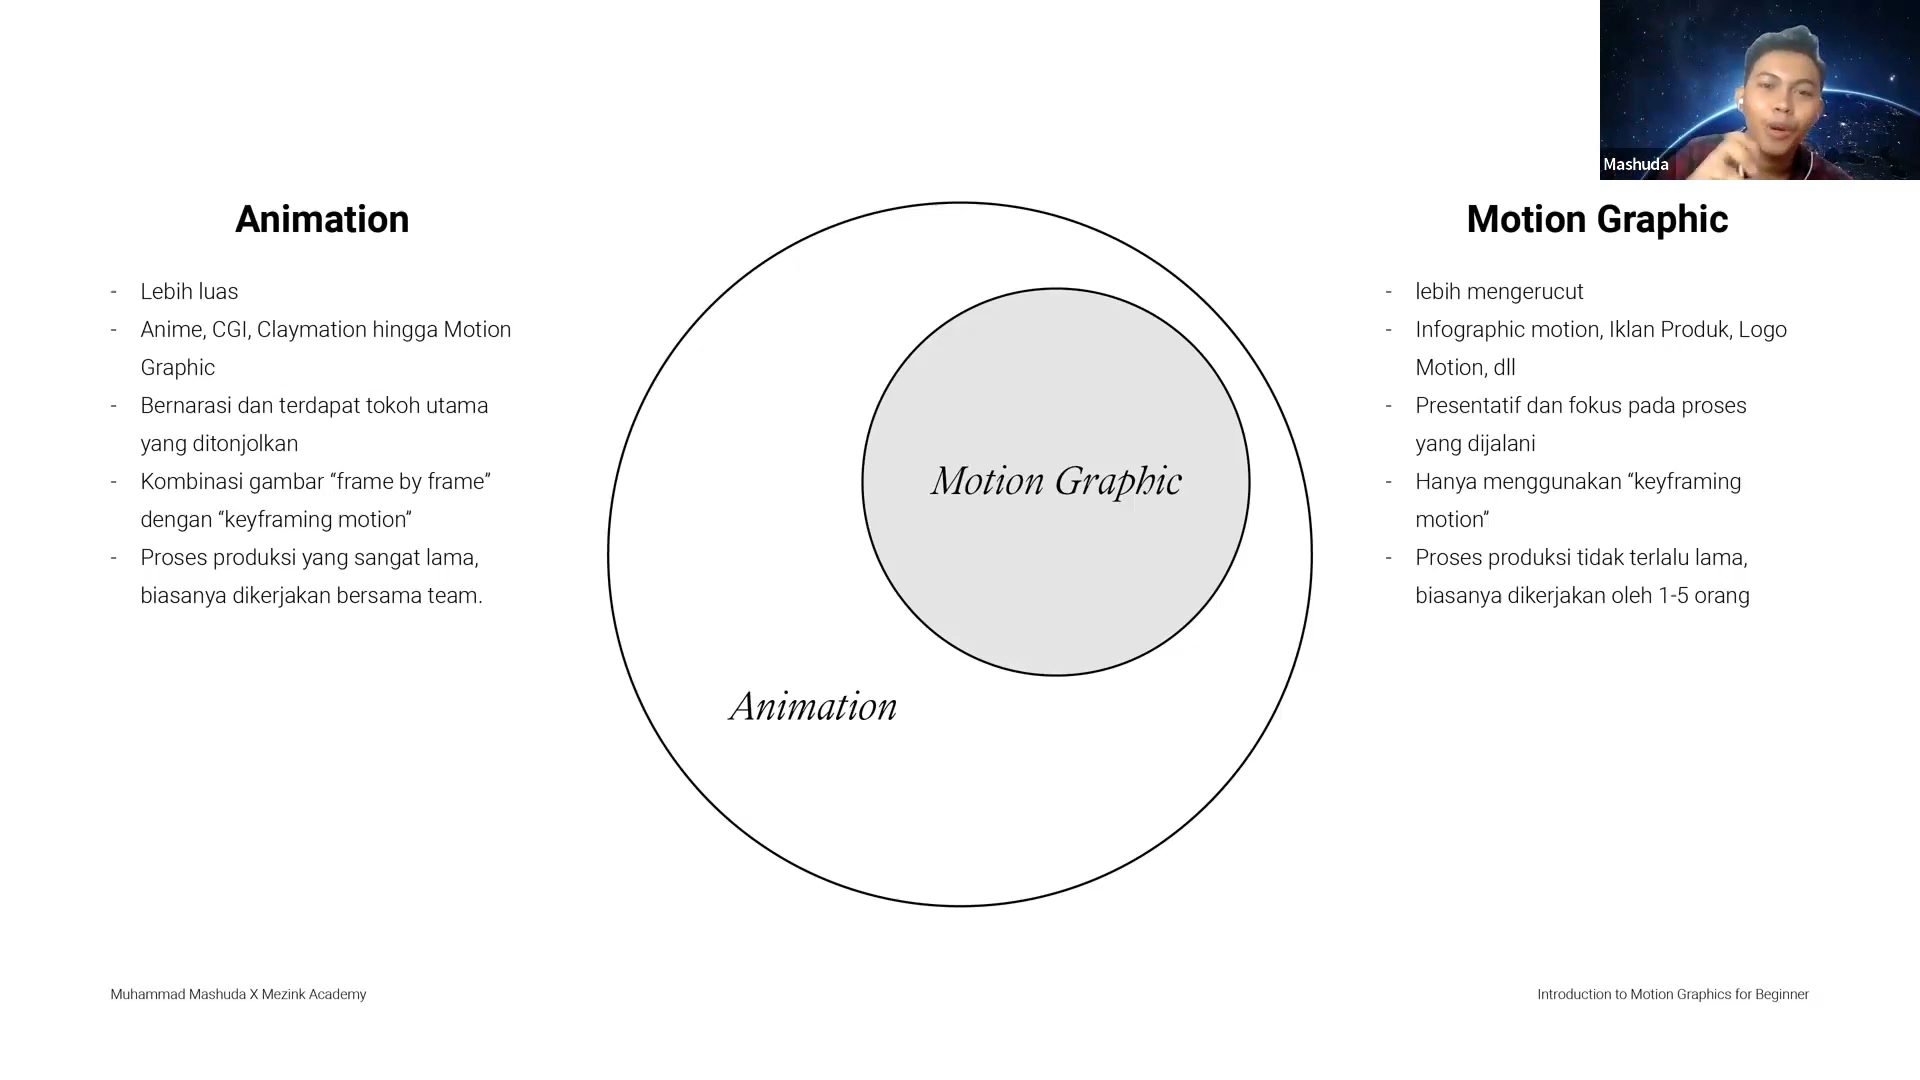 Mashuda
Animation
- Lebih luas
- Anime, CGI, Claymation hingga Motion
Graphic
- Bernarasi dan terdapat tokoh utama
yang ditonjolkan
- Kombinasi gambar “frame by frame”
dengan “keyframing motion”
- Proses produksi yang sangat lama,
biasanya dikerjakan bersama team.
Motion Graphic
Animation
Motion Graphic
- lebih mengerucut
- Infographic motion, Iklan Produk, Logo
Motion, dll
- Presentatif dan fokus pada proses
yang dijalani
- Hanya menggunakan “keyframing
motion”
- Proses produksi tidak terlalu lama,
biasanya dikerjakan oleh 1-5 orang
Muhammad Mashuda X Mezink Academy
Introduction to Motion Graphics for Beginner